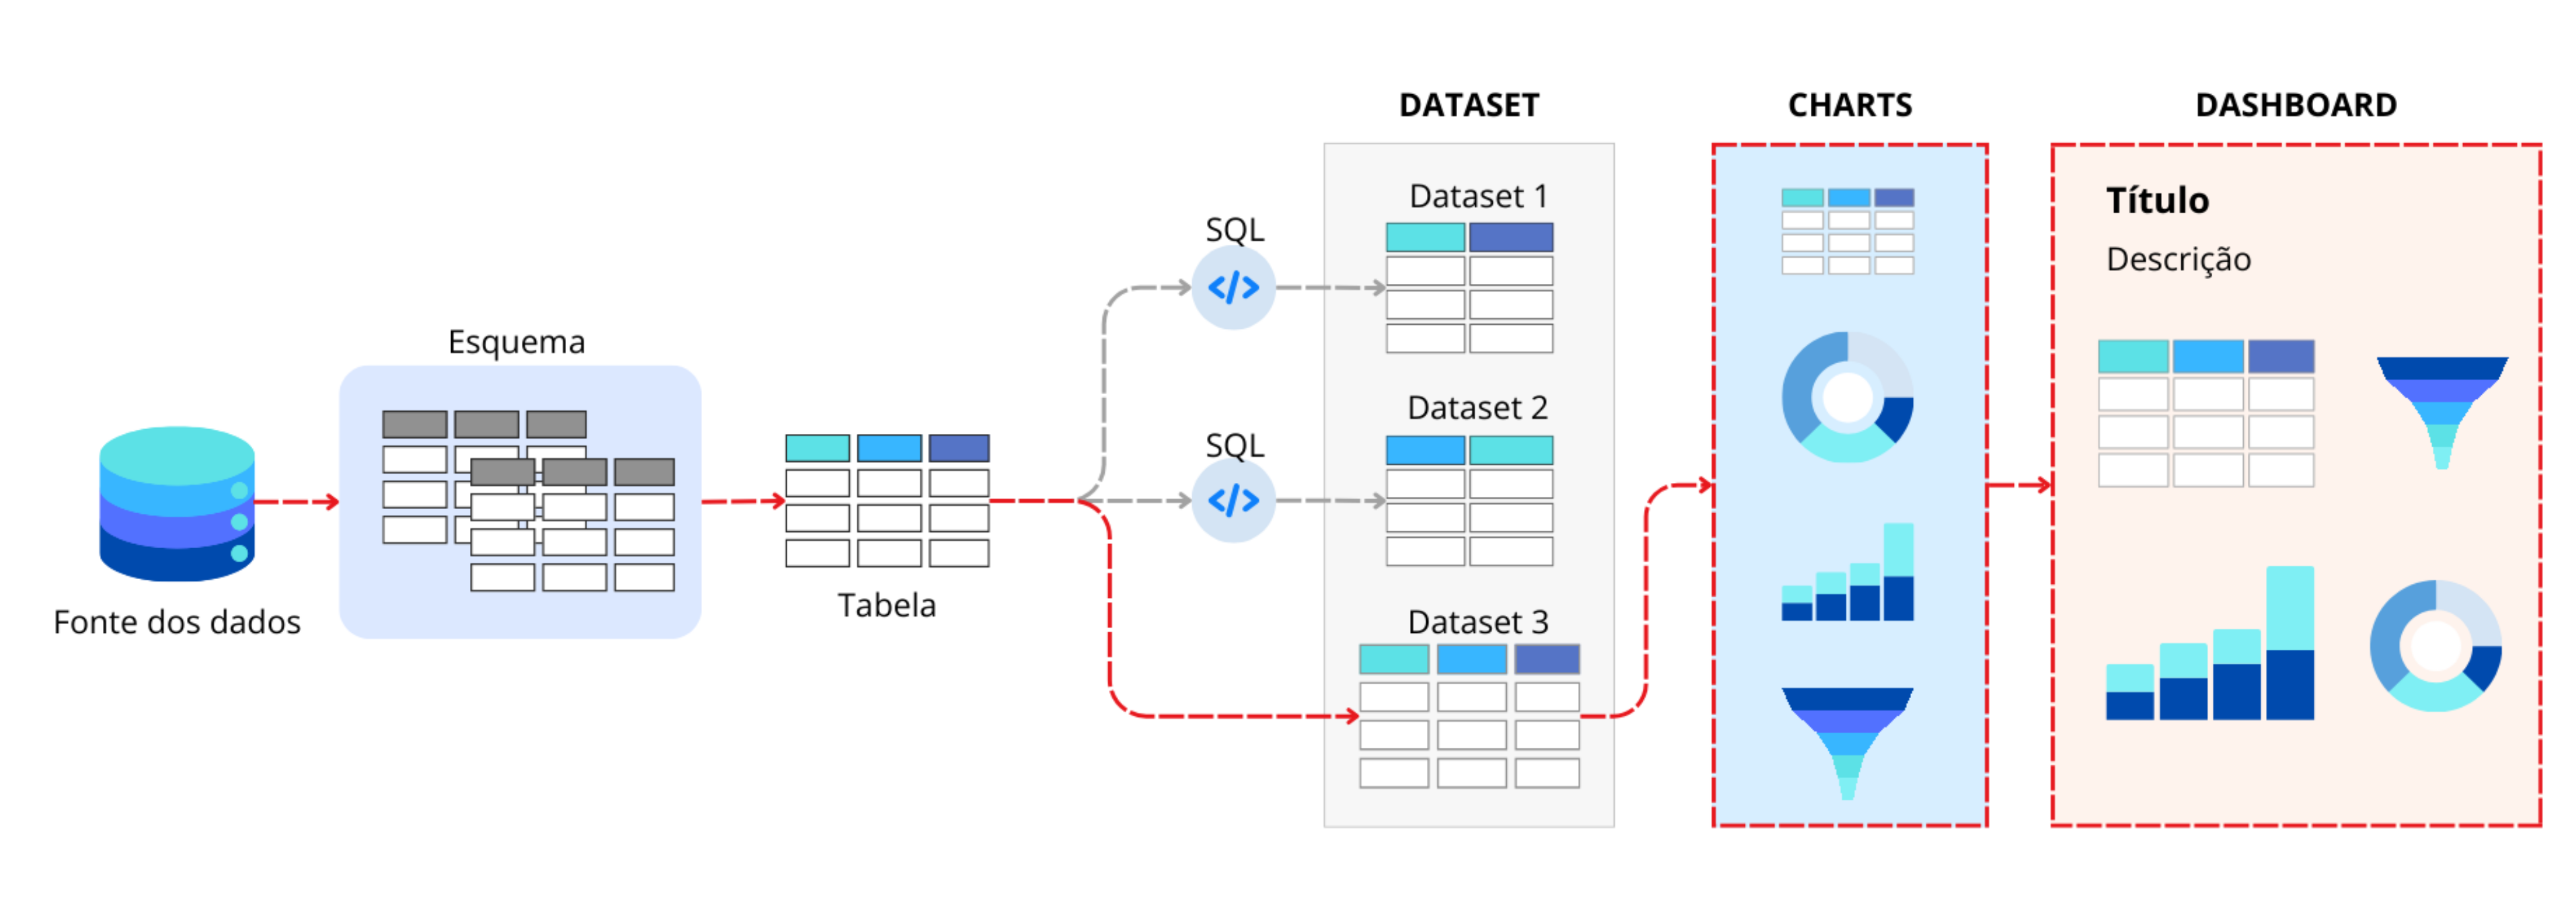 Fonte dos dados
Esquema
Tabela
SQL
</>
SQL
</>
DATASET
Dataset 1
Dataset 2
Dataset 3
CHARTS
DASHBOARD
Título
Descrição